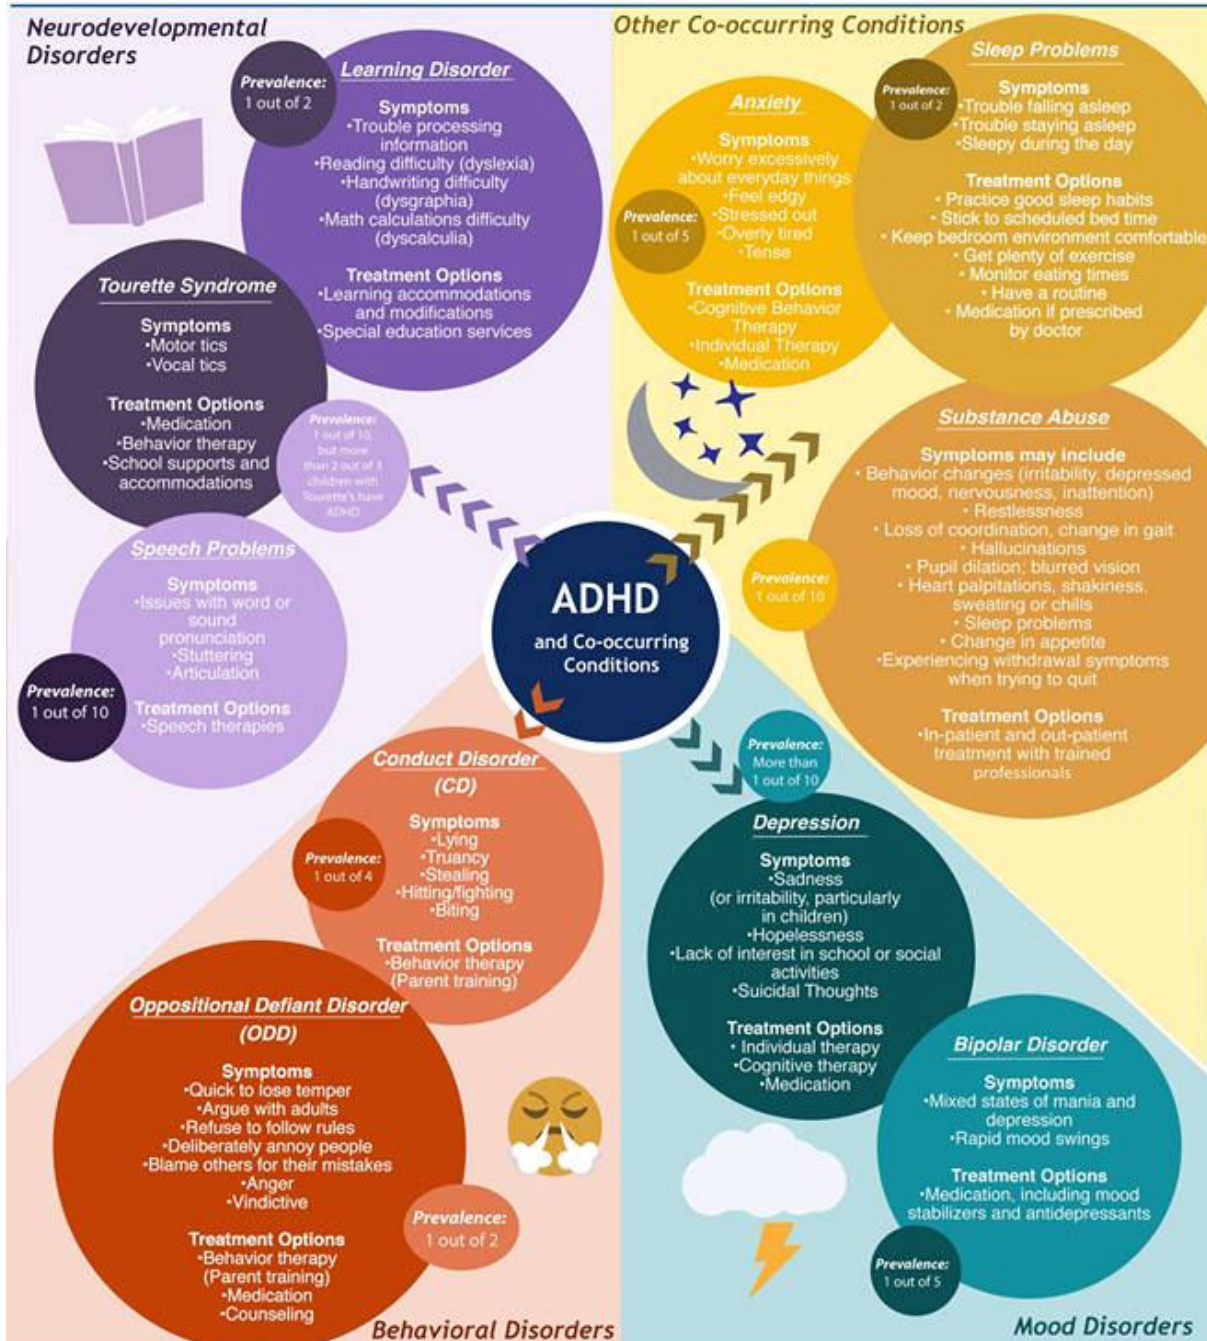 Neurodevelopmental
Disorders
Prevalence:
1 out of 2
Learning Disorder
Symptoms
•Trouble processing
information
•Reading difficulty (dyslexia)
•Handwriting difficulty
(dysgraphia)
•Math calculations difficulty
(dyscalculia)
Treatment Options
•Learning accommodations
and modifications
•Special education services
Tourette Syndrome
Symptoms
•Motor tics
•Vocal tics
Treatment Options
•Medication
•Behavior therapy
•School supports and
accommodations
Prevalence:
1 out of 10,
but more
than 2 out of 3
children with
Tourette's have
ADHD
Speech Problems
Symptoms
•Issues with word or
sound
pronunciation
•Stuttering
•Articulation
Treatment Options
•Speech therapies
Prevalence:
1 out of 10
Other Co-occurring Conditions
Anxiety
Symptoms
•Worry excessively
about everyday things
•Feel edgy
•Stressed out
•Overly tired
•Tense
Treatment Options
•Cognitive Behavior
Therapy
•Individual Therapy
•Medication
Prevalence:
1 out of 5
Prevalence:
1 out of 2
Sleep Problems
Symptoms
•Trouble falling asleep
•Trouble staying asleep
•Sleepy during the day
Treatment Options
• Practice good sleep habits
• Stick to scheduled bed time
• Keep bedroom environment comfortable
• Get plenty of exercise
• Monitor eating times
• Have a routine
• Medication if prescribed
by doctor
Substance Abuse
Symptoms may include
• Behavior changes (irritability, depressed
mood, nervousness, inattention)
• Restlessness
• Loss of coordination, change in gait
• Hallucinations
• Pupil dilation, blurred vision
• Heart palpitations, shakiness,
sweating or chills
• Sleep problems
• Change in appetite
•Experiencing withdrawal symptoms
when trying to quit
Treatment Options
• In-patient and out-patient
treatment with trained
professionals
Prevalence:
1 out of 10
ADHD
and Co-occurring
Conditions
Conduct Disorder
(CD)
Symptoms
•Lying
•Truancy
•Stealing
•Hitting/fighting
•Biting
Treatment Options
•Behavior therapy
(Parent training)
Prevalence:
1 out of 4
Oppositional Defiant Disorder
(ODD)
Symptoms
•Quick to lose temper
•Argue with adults
•Refuse to follow rules
•Deliberately annoy people
•Blame others for their mistakes
•Anger
•Vindictive
Treatment Options
•Behavior therapy
(Parent training)
•Medication
•Counseling
Prevalence:
1 out of 2
Behavioral Disorders
Prevalence:
More than
1 out of 10
Depression
Symptoms
•Sadness
(or irritability, particularly
in children)
•Hopelessness
•Lack of interest in school or social
activities
•Suicidal Thoughts
Treatment Options
• Individual therapy
•Cognitive therapy
•Medication
Bipolar Disorder
Symptoms
•Mixed states of mania and
depression
•Rapid mood swings
Treatment Options
•Medication, including mood
stabilizers and antidepressants
Prevalence:
1 out of 5
Mood Disorders